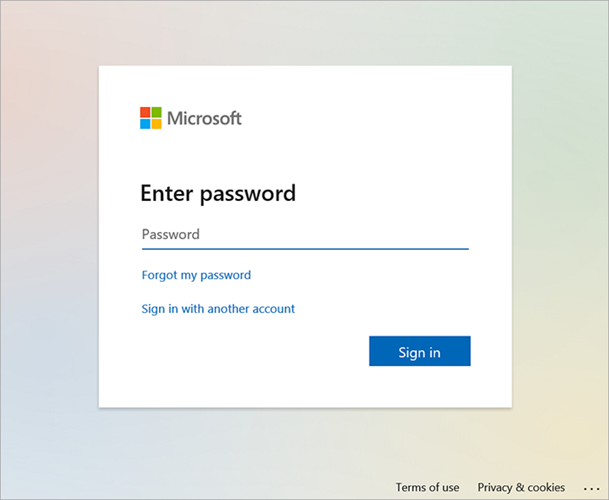 Microsoft
Enter password
Password
Forgot my password
Sign in with another account
Sign in
Terms of use Privacy & cookies ...